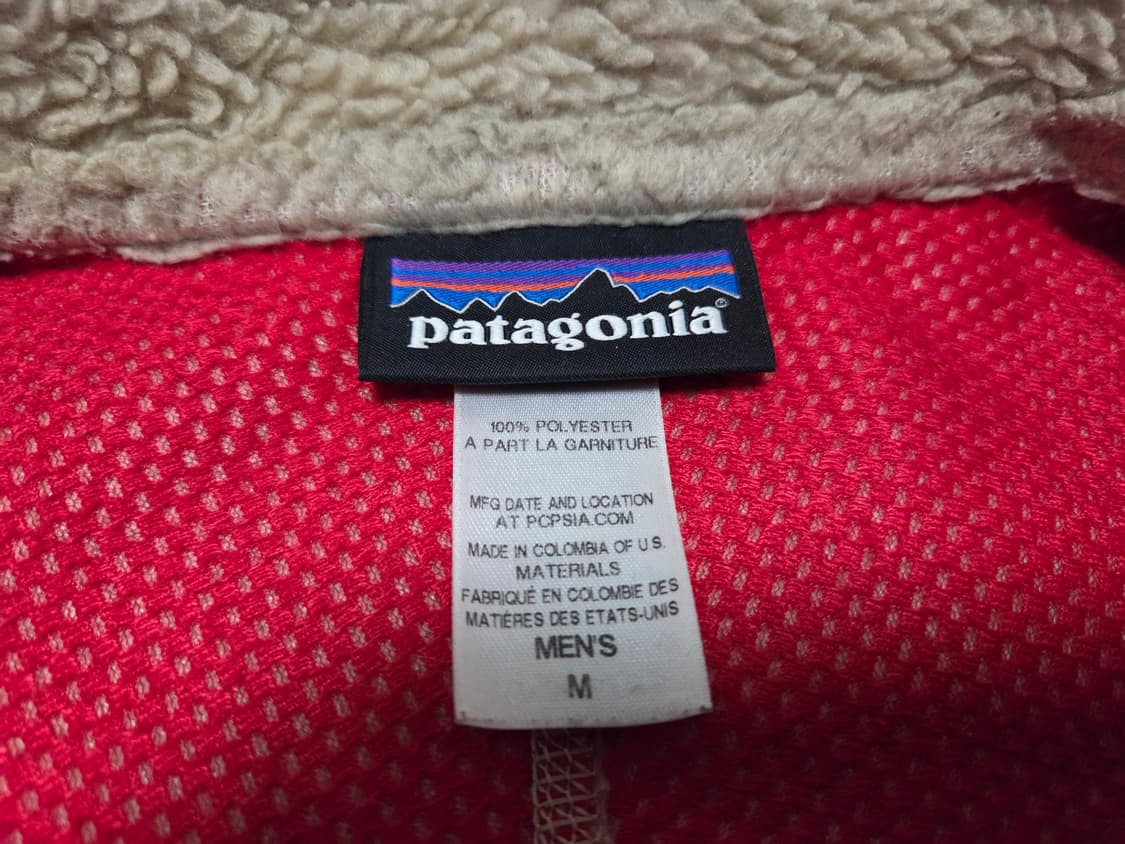 patagonia®
100% POLYESTER
A PART LA GARNITURE
MFG DATE AND LOCATION
AT PCPSIA.COM
MADE IN COLOMBIA OF U.S.
MATERIALS
FABRIQUÉ EN COLOMBIE DES
MATIÈRES DES ETATS-UNIS
MEN'S
M